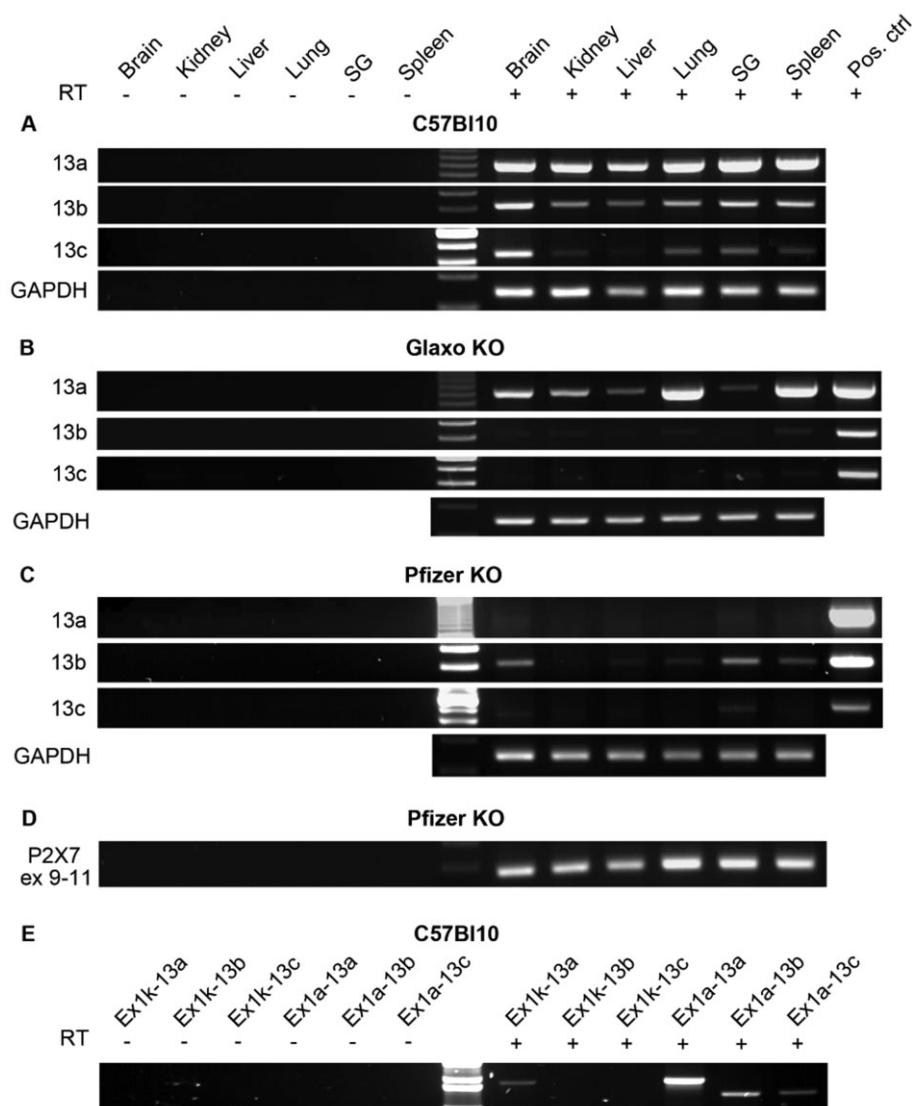 Brain Kidney Liver Lung SG Spleen Brain Kidney Liver Lung SG Spleen Pos. ctrl
RT - - - - - - + + + + + + +
A C57Bl10
13a
13b
13c
GAPDH
B Glaxo KO
13a
13b
13c
GAPDH
C Pfizer KO
13a
13b
13c
GAPDH
D Pfizer KO
P2X7
ex 9-11
E C57Bl10
Ex1k-13a Ex1k-13b Ex1k-13c Ex1a-13a Ex1a-13b Ex1a-13c Ex1k-13a Ex1k-13b Ex1k-13c Ex1a-13a Ex1a-13b Ex1a-13c
RT - - - - - - + + + + + +